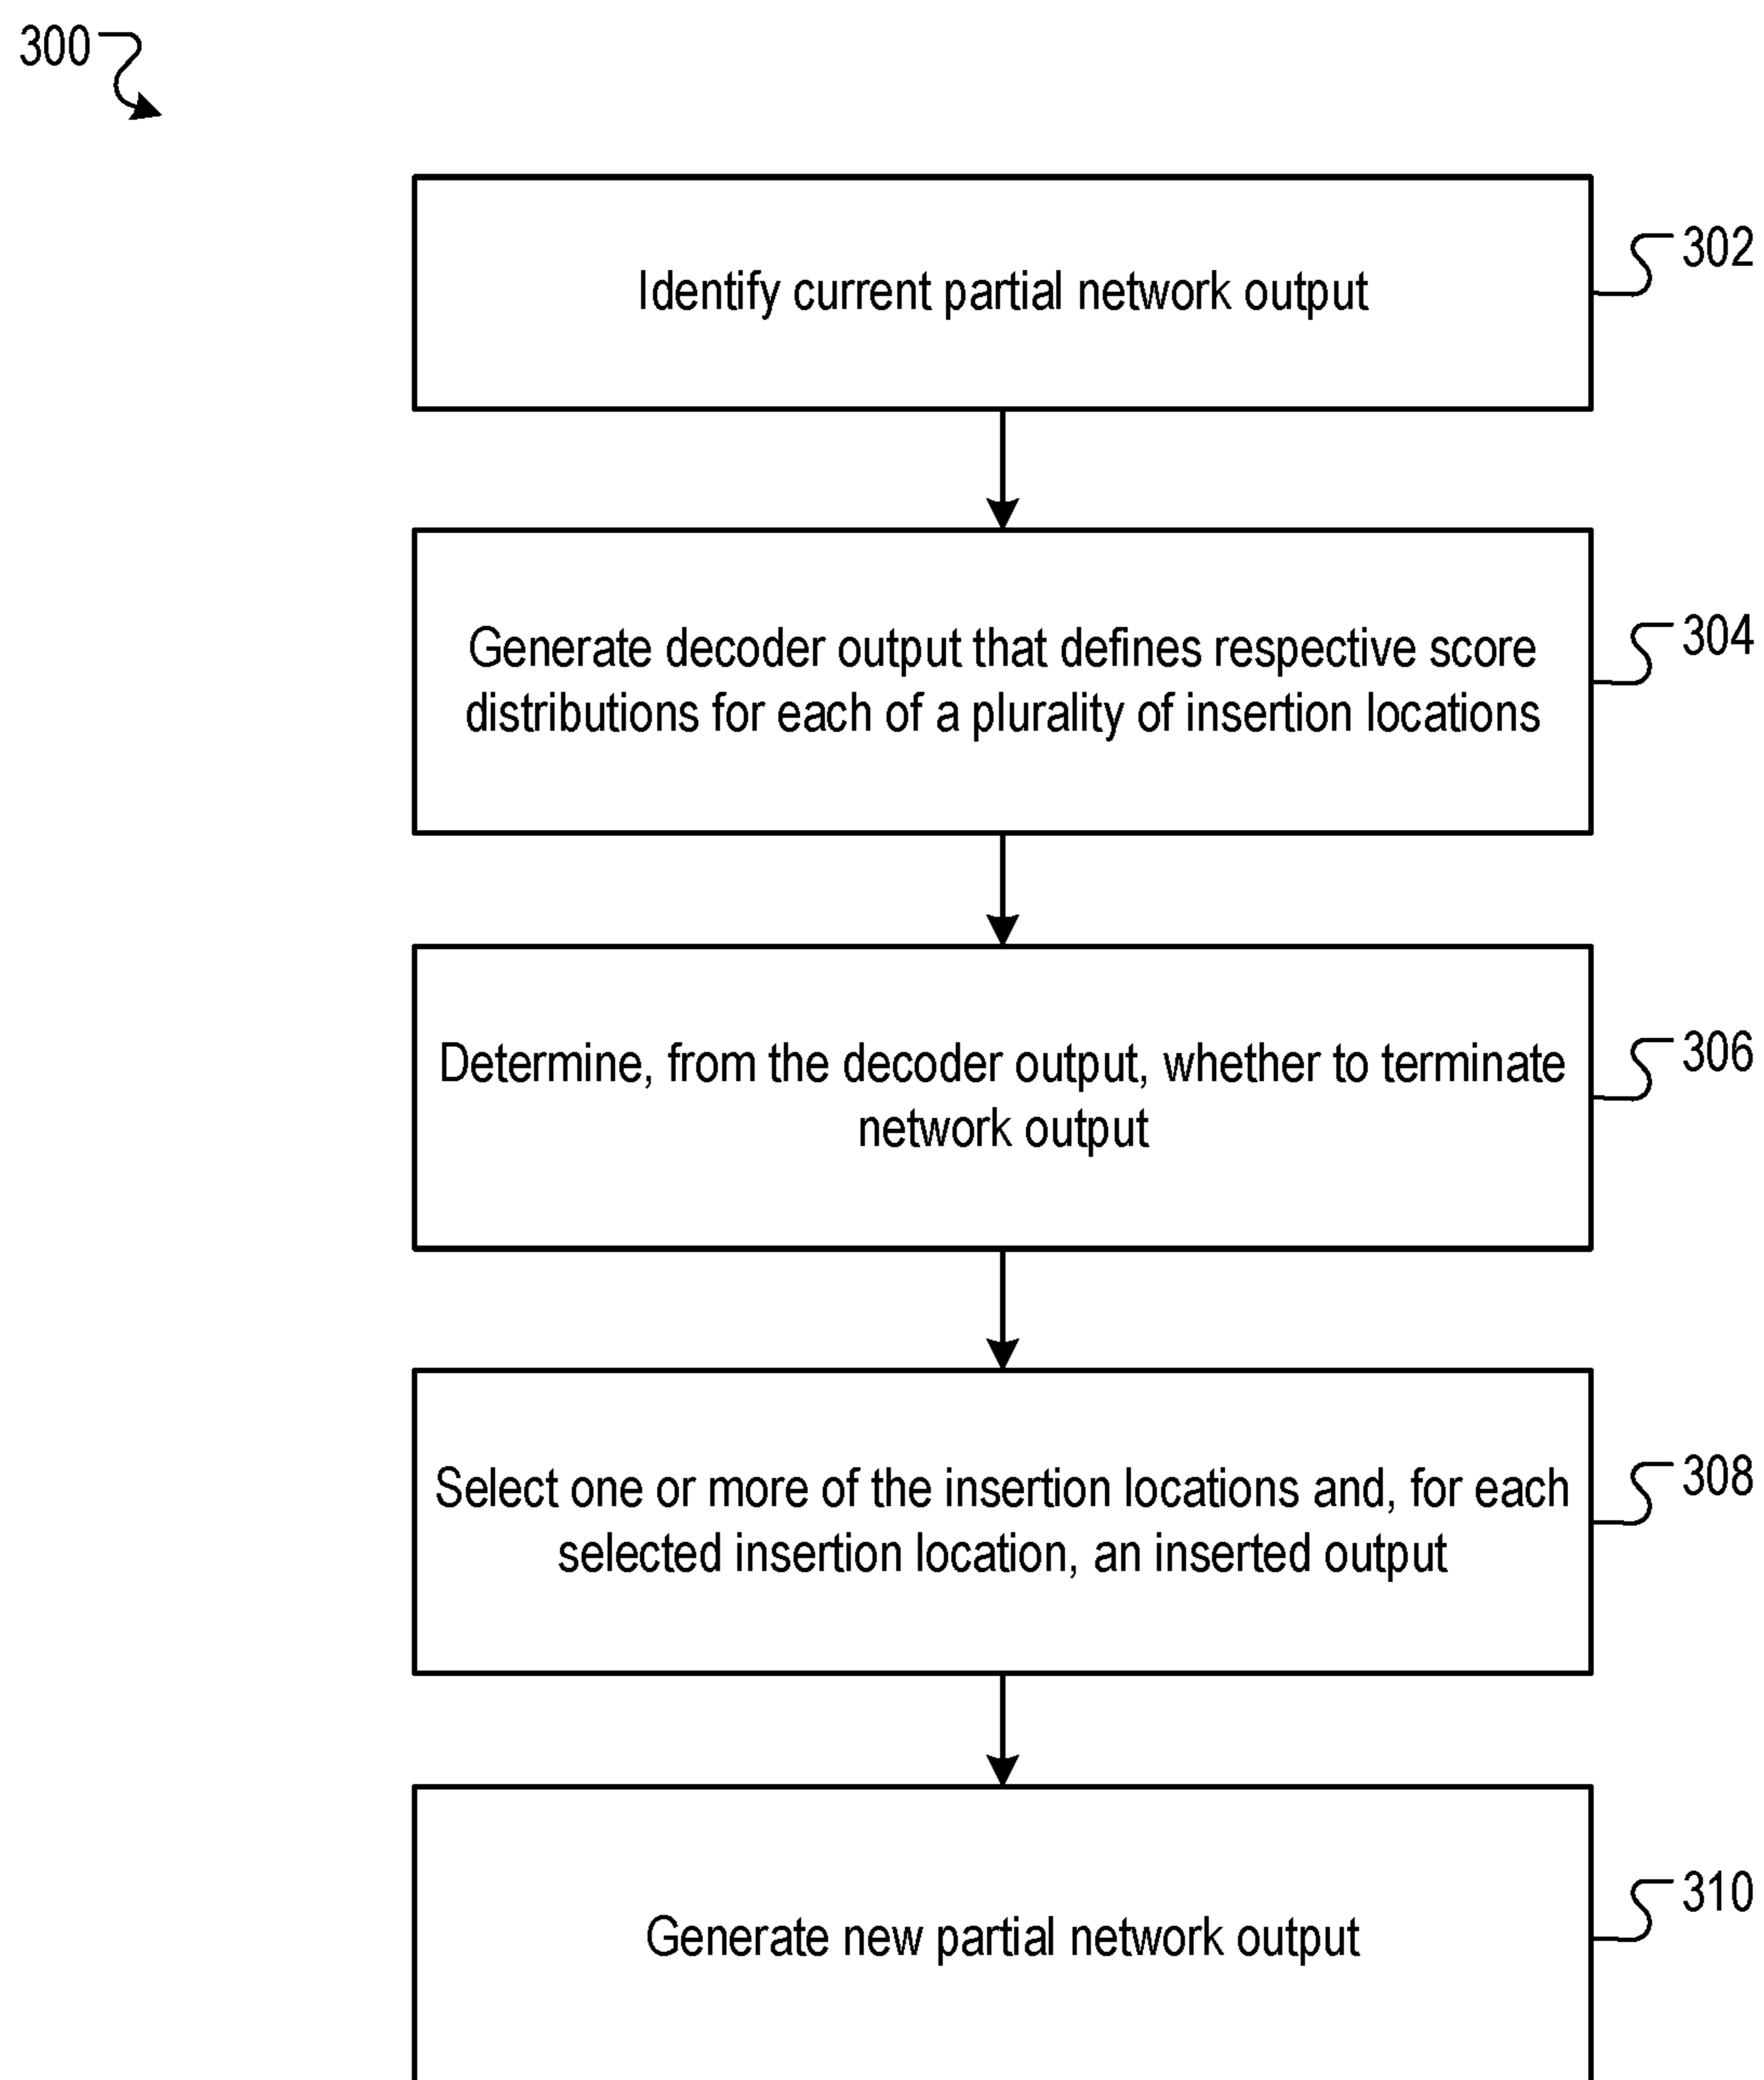 300
Identify current partial network output
302
Generate decoder output that defines respective score
distributions for each of a plurality of insertion locations
304
Determine, from the decoder output, whether to terminate
network output
306
Select one or more of the insertion locations and, for each
selected insertion location, an inserted output
308
Generate new partial network output
310